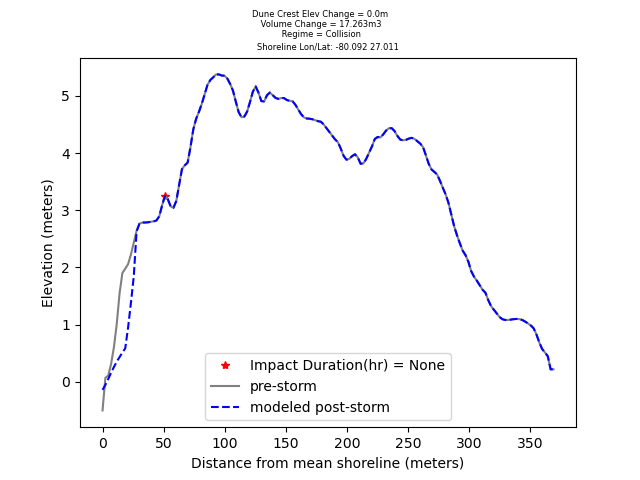 Dune Crest Elev Change = 0.0m
Volume Change = 17.263m3
Regime = Collision
Shoreline Lon/Lat: -80.092 27.011
5
4
3
2
1
0
Elevation (meters)
Impact Duration(hr) = None
pre-storm
modeled post-storm
0 50 100 150 200 250 300 350
Distance from mean shoreline (meters)